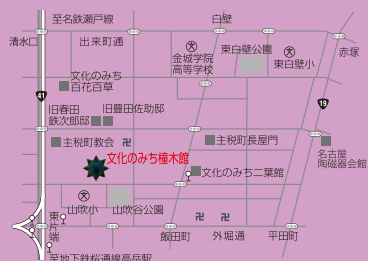 至名鉄瀬戸線
白壁
清水口
出来町通
文
金城学院
高等学校
東白壁公園
文
東白壁小
赤塚
文化のみち
百花百草
41
旧春田
鉄次郎邸
旧豊田佐助邸
19
主税町教会
卍
主税町長屋門
名古屋
陶磁器会館
文化のみち橦木館
文化のみち二葉館
文
山吹小
山吹谷公園
東片端
卍
卍
飯田町
外堀通
平田町
至地下鉄桜通線高岳駅